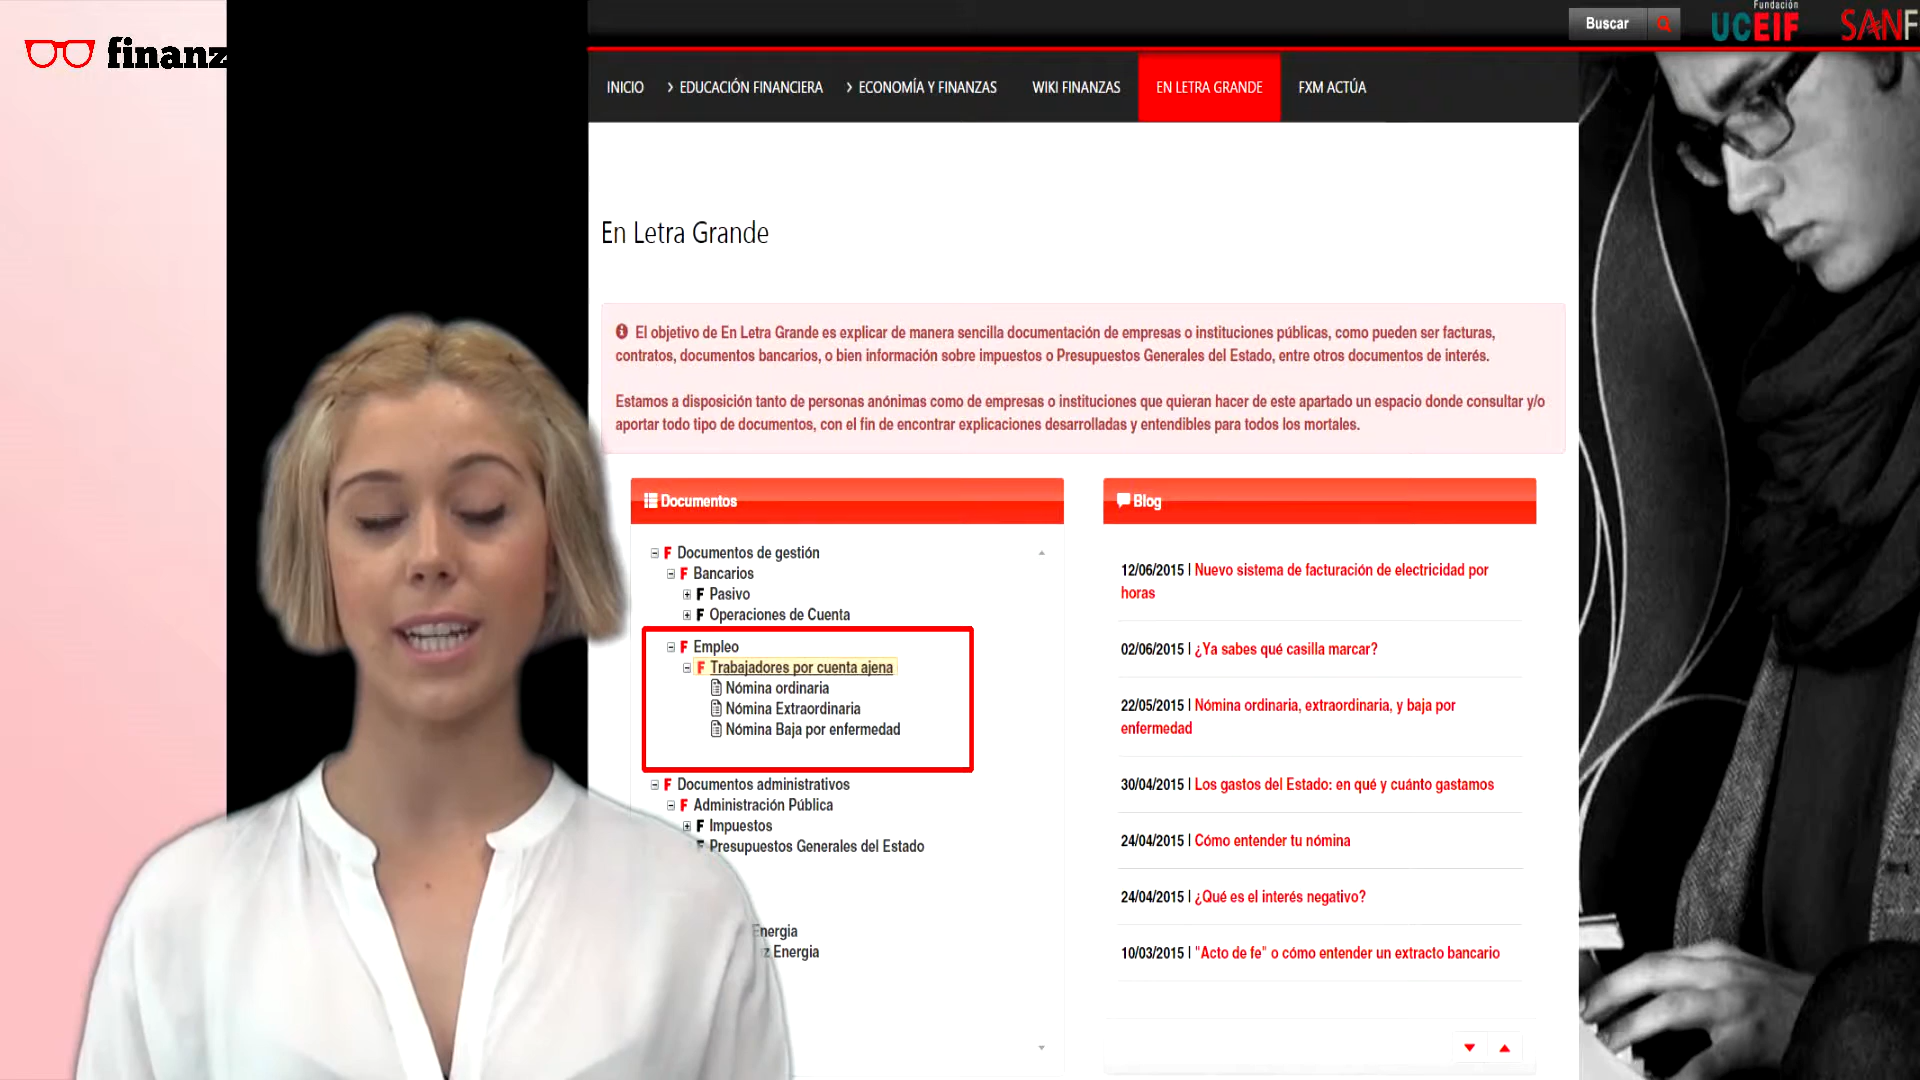 finanz
Buscar
Fundación
UCEIF
SANF
INICIO
EDUCACIÓN FINANCIERA
ECONOMÍA Y FINANZAS
WIKI FINANZAS
EN LETRA GRANDE
FXM ACTÚA
En Letra Grande
El objetivo de En Letra Grande es explicar de manera sencilla documentación de empresas o instituciones públicas, como pueden ser facturas,
contratos, documentos bancarios, o bien información sobre impuestos o Presupuestos Generales del Estado, entre otros documentos de interés.
Estamos a disposición tanto de personas anónimas como de empresas o instituciones que quieran hacer de este apartado un espacio donde consultar y/o
aportar todo tipo de documentos, con el fin de encontrar explicaciones desarrolladas y entendibles para todos los mortales.
Documentos
F Documentos de gestión
F Bancarios
F Pasivo
F Operaciones de Cuenta
F Empleo
F Trabajadores por cuenta ajena
Nómina ordinaria
Nómina Extraordinaria
Nómina Baja por enfermedad
F Documentos administrativos
F Administración Pública
F Impuestos
F Presupuestos Generales del Estado
Energia
z Energia
Blog
12/06/2015 | Nuevo sistema de facturación de electricidad por
horas
02/06/2015 | ¿Ya sabes qué casilla marcar?
22/05/2015 | Nómina ordinaria, extraordinaria, y baja por
enfermedad
30/04/2015 | Los gastos del Estado: en qué y cuánto gastamos
24/04/2015 | Cómo entender tu nómina
24/04/2015 | ¿Qué es el interés negativo?
10/03/2015 | "Acto de fe" o cómo entender un extracto bancario